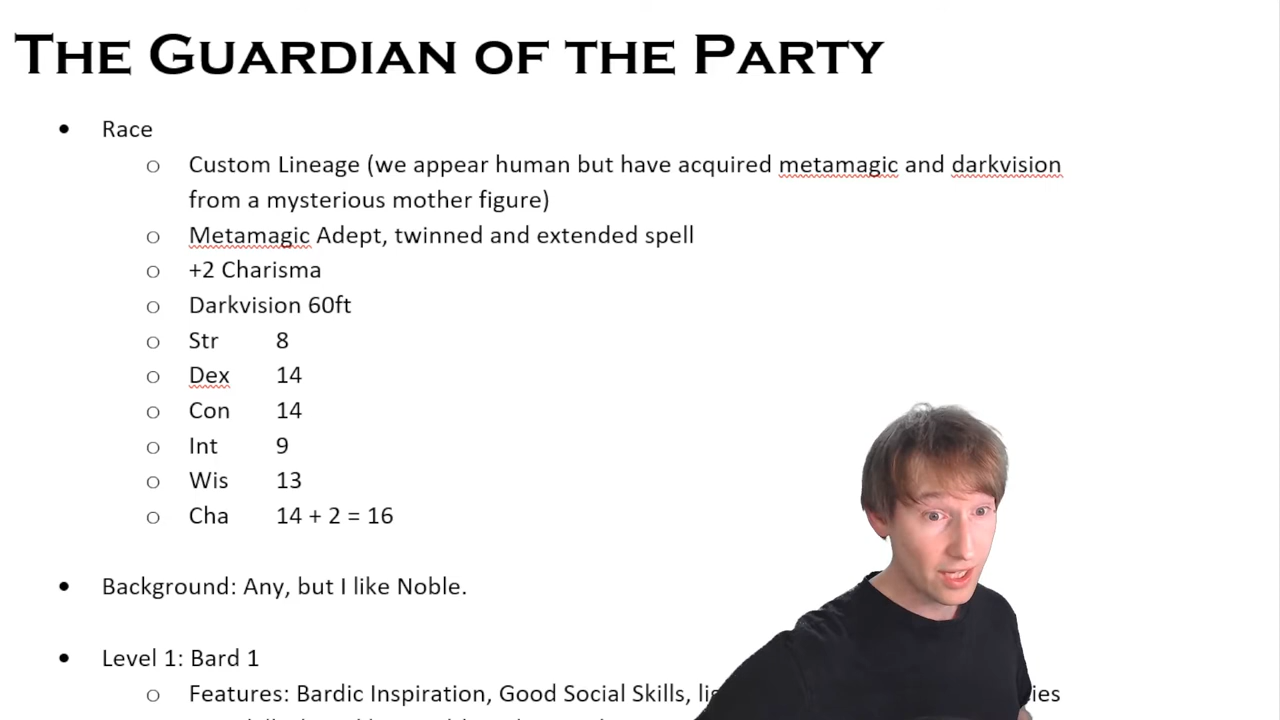 THE GUARDIAN OF THE PARTY
• Race
o Custom Lineage (we appear human but have acquired metamagic and darkvision
from a mysterious mother figure)
o Metamagic Adept, twinned and extended spell
o +2 Charisma
o Darkvision 60ft
o Str 8
o Dex 14
o Con 14
o Int 9
o Wis 13
o Cha 14 + 2 = 16
• Background: Any, but I like Noble.
• Level 1: Bard 1
o Features: Bardic Inspiration, Good Social Skills,